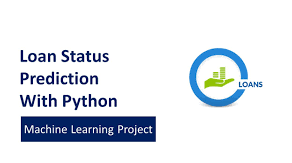 Loan Status
Prediction
With Python
LOANS
Machine Learning Project